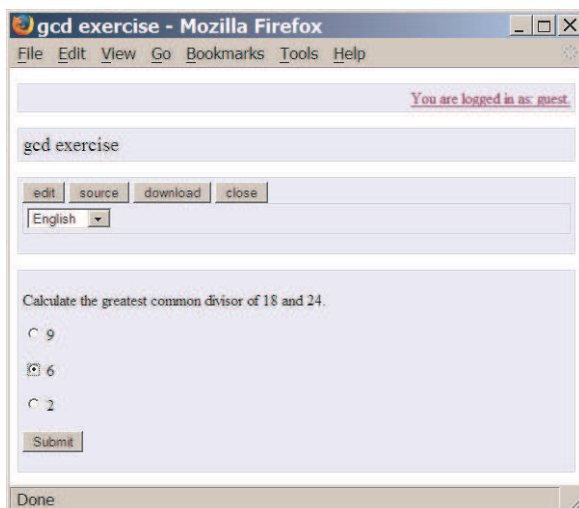 gcd exercise - Mozilla Firefox
File Edit View Go Bookmarks Tools Help
You are logged in as: guest.
gcd exercise
edit source download close
English
Calculate the greatest common divisor of 18 and 24.
9
6
2
Submit
Done